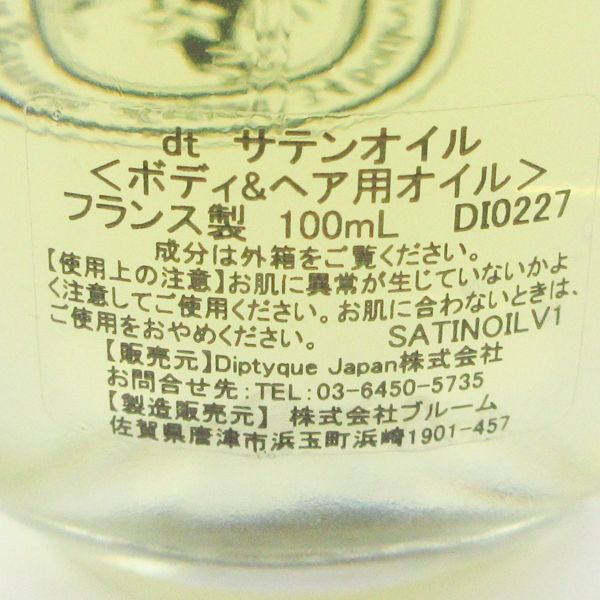 dt サテンオイル
＜ボディ&ヘア用オイル＞
フランス製 100mL DI0227
成分は外箱をご覧ください。
【使用上の注意】お肌に異常が生じていないかよ
く注意してご使用ください。お肌に合わないときは、
ご使用をおやめください。 SATINOILV1
【販売元】Diptyque Japan株式会社
お問合せ先:TEL:03-6450-5735
【製造販売元】 株式会社ブルーム
佐賀県唐津市浜玉町浜崎1901-457